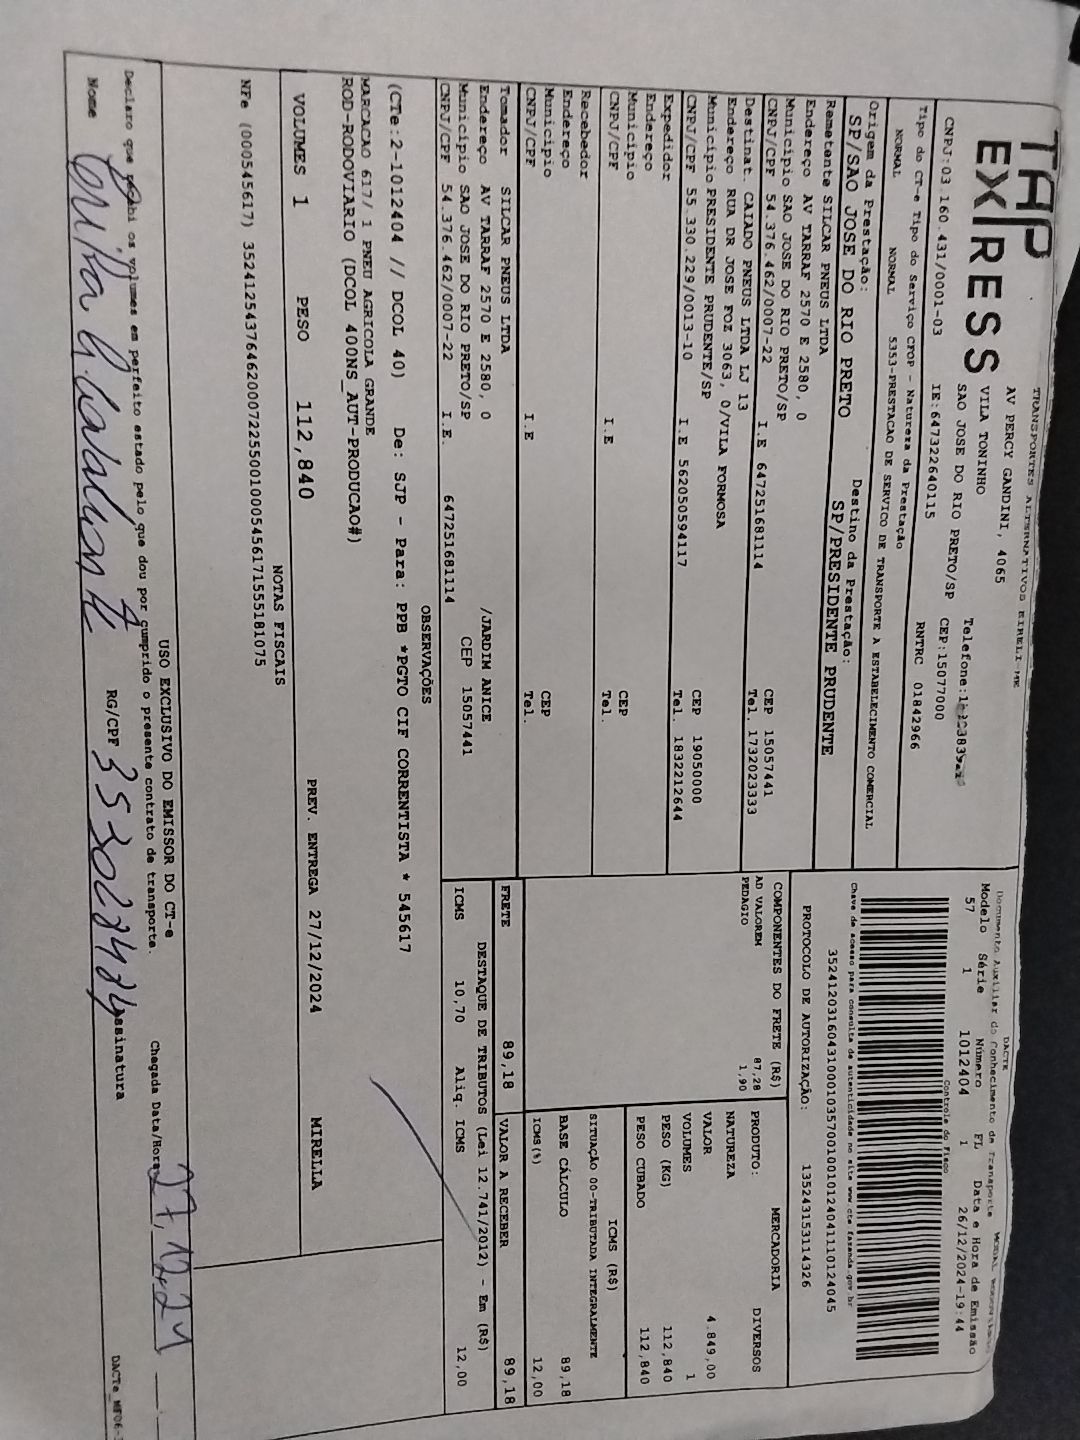 TAP
EXPRESS
TRANSPORTES ALTERNATIVOS EIRELI-ME
AV PERCY GANDINI, 4065
VILA TONINHO
SAO JOSE DO RIO PRETO/SP CEP:15077000
Telefone:
CNPJ:03.160.431/0001-03 IE:647322640115 RNTRC 01842966
Tipo do CT-e Tipo do Serviço CFOP - Natureza da Prestação
NORMAL NORMAL 5353-PRESTACAO DE SERVICO DE TRANSPORTE A ESTABELECIMENTO COMERCIAL
Origem da Prestação: Destino da Prestação:
SP/SAO JOSE DO RIO PRETO SP/PRESIDENTE PRUDENTE
Remetente SILCAR PNEUS LTDA
Endereço AV TARRAF 2570 E 2580, 0
Município SAO JOSE DO RIO PRETO/SP CEP 15057441
CNPJ/CPF 54.376.462/0007-22 I.E 647251681114 Tel. 1732023333
Destinat. CAIADO PNEUS LTDA LJ 13
Endereço RUA DR JOSE FOZ 3063, 0/VILA FORMOSA
Município PRESIDENTE PRUDENTE/SP CEP 19050000
CNPJ/CPF 55.330.229/0013-10 I.E 562050594117 Tel. 1832212644
Expedidor
Endereço
Município CEP
CNPJ/CPF I.E Tel.
Recebedor
Endereço
Município CEP
CNPJ/CPF I.E Tel.
Tomador SILCAR PNEUS LTDA
Endereço AV TARRAF 2570 E 2580, 0 /JARDIM ANICE
Município SAO JOSE DO RIO PRETO/SP CEP 15057441
CNPJ/CPF 54.376.462/0007-22 I.E. 647251681114
DACTE
Documento Auxiliar do Conhecimento de Transporte
Modelo Série Número FL Data e Hora de Emissão
57 1 1012404 1 26/12/2024-19:44
Controle do Fisco
Chave de acesso para consulta de autenticidade no site www.cte.fazenda.gov.br
35241203160431000103570010010124041110124045
PROTOCOLO DE AUTORIZAÇÃO: 135243153114326
COMPONENTES DO FRETE (R$)
AD VALOREM 87,28
PEDAGIO 1,90
MERCADORIA
PRODUTO: DIVERSOS
NATUREZA
VALOR 4.849,00
VOLUMES 1
PESO (KG) 112,840
PESO CUBADO 112,840
ICMS (R$)
SITUAÇÃO 00-TRIBUTADA INTEGRALMENTE
BASE CÁLCULO 89,18
ICMS(%) 12,00
FRETE 89,18 VALOR A RECEBER 89,18
DESTAQUE DE TRIBUTOS (Lei 12.741/2012) - Em (R$)
ICMS 10,70 Aliq. ICMS 12,00
OBSERVAÇÕES
(CTe:2-1012404 // DCOL 40) De: SJP - Para: PPB *PGTO CIF CORRENTISTA * 545617
MARCACAO 617/ 1 PNEU AGRICOLA GRANDE
ROD-RODOVIARIO (DCOL 400NS_AUT-PRODUCAO#)
VOLUMES 1 PESO 112,840 PREV. ENTREGA 27/12/2024 MIRELLA
NOTAS FISCAIS
NFe (000545617) 35241254376462000722550010005456171555181075
USO EXCLUSIVO DO EMISSOR DO CT-e
Declaro que recebi os volumes em perfeito estado pelo que dou por cumprido o presente contrato de transporte. Chegada Data/Hora 27,12,24
Nome RG/CPF Assinatura